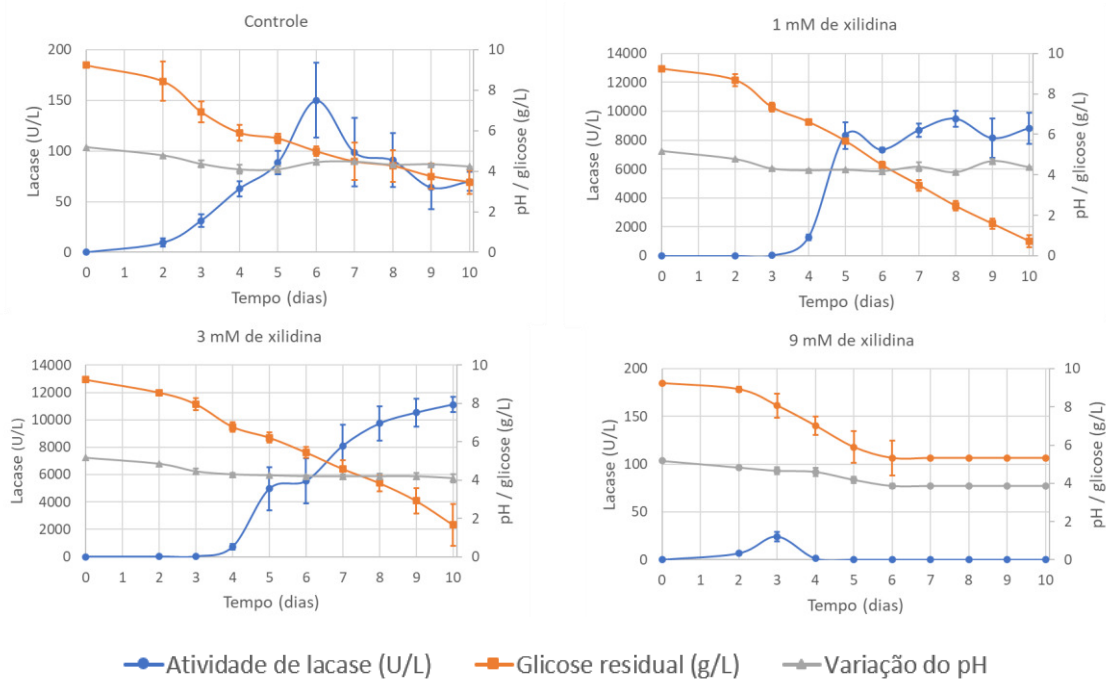 Controle
200
150
100
50
0
Lacase (U/L)
10
8
6
4
2
0
pH / glicose (g/L)
0 1 2 3 4 5 6 7 8 9 10
Tempo (dias)
1 mM de xilidina
14000
12000
10000
8000
6000
4000
2000
0
Lacase (U/L)
10
8
6
4
2
0
pH / glicose (g/L)
0 1 2 3 4 5 6 7 8 9 10
Tempo (dias)
3 mM de xilidina
14000
12000
10000
8000
6000
4000
2000
0
Lacase (U/L)
10
8
6
4
2
0
pH / glicose (g/L)
0 1 2 3 4 5 6 7 8 9 10
Tempo (dias)
9 mM de xilidina
200
150
100
50
0
Lacase (U/L)
10
8
6
4
2
0
pH / glicose (g/L)
0 1 2 3 4 5 6 7 8 9 10
Tempo (dias)
Atividade de lacase (U/L) Glicose residual (g/L) Variação do pH